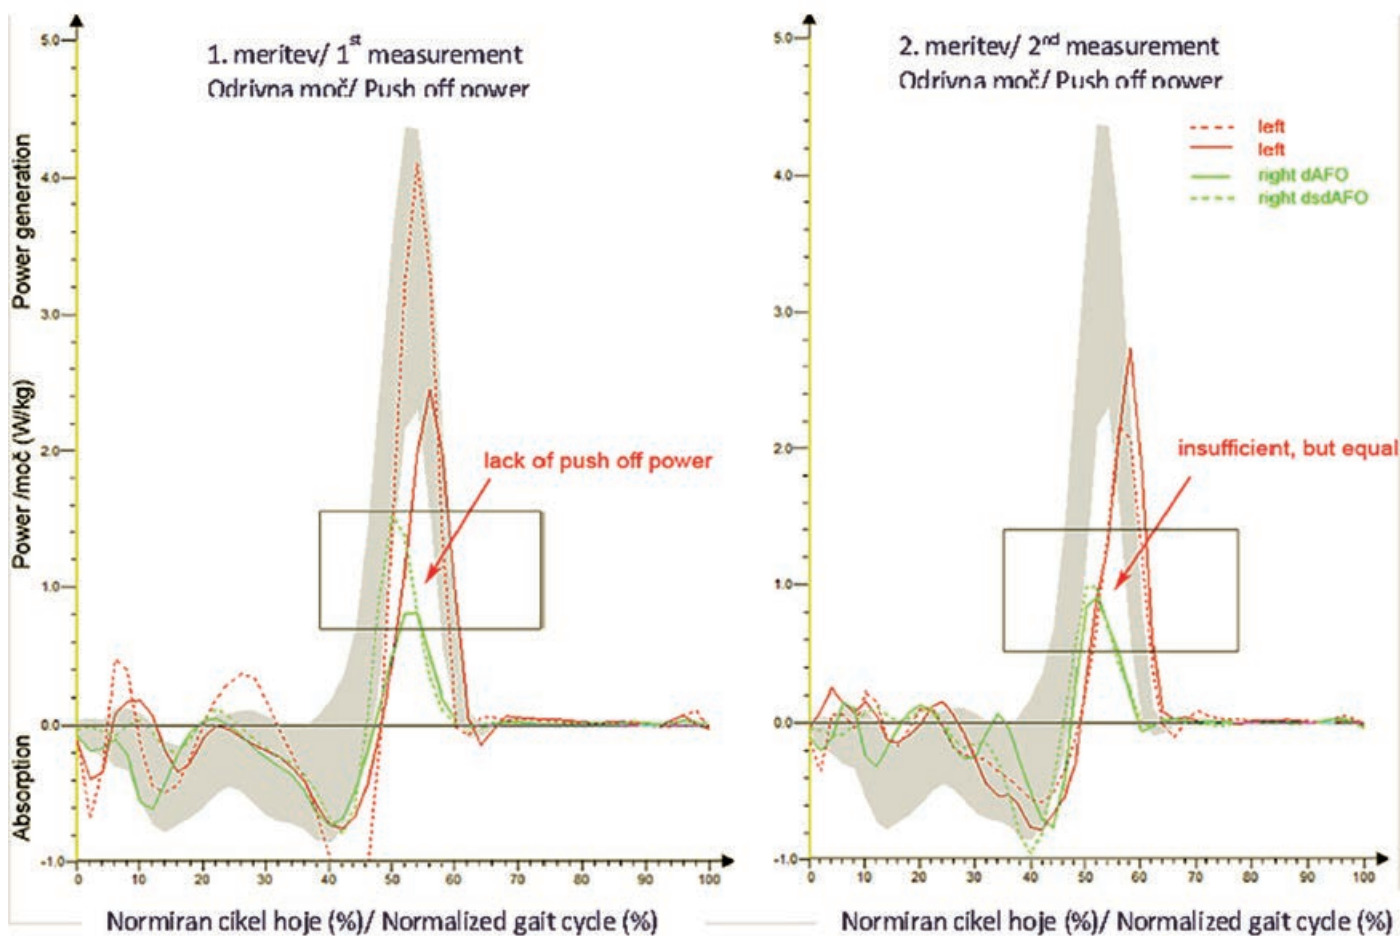 1. meritev/ 1st measurement
Odrivna moč/ Push off power
Power generation
Power /moč (W/kg)
Absorption
5.0
4.0
3.0
2.0
1.0
0.0
-1.0
lack of push off power
0 10 20 30 40 50 60 70 80 90 100
Normiran cikel hoje (%)/ Normalized gait cycle (%)
2. meritev/ 2nd measurement
Odrivna moč/ Push off power
left
left
right dAFO
right dsdAFO
5.0
4.0
3.0
2.0
1.0
0.0
-1.0
insufficient, but equal
0 10 20 30 40 50 60 70 80 90 100
Normiran cikel hoje (%)/ Normalized gait cycle (%)